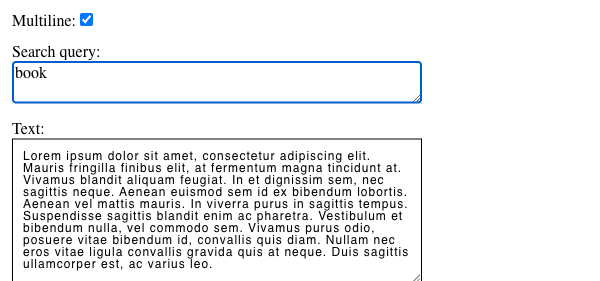 Multiline:
Search query:
book
Text:
Lorem ipsum dolor sit amet, consectetur adipiscing elit.
Mauris fringilla finibus elit, at fermentum magna tincidunt at.
Vivamus blandit aliquam feugiat. In et dignissim sem, nec
sagittis neque. Aenean euismod sem id ex bibendum lobortis.
Aenean vel mattis mauris. In viverra purus in sagittis tempus.
Suspendisse sagittis blandit enim ac pharetra. Vestibulum et
bibendum nulla, vel commodo sem. Vivamus purus odio,
posuere vitae bibendum id, convallis quis diam. Nullam nec
eros vitae ligula convallis gravida quis at neque. Duis sagittis
ullamcorper est, ac varius leo.